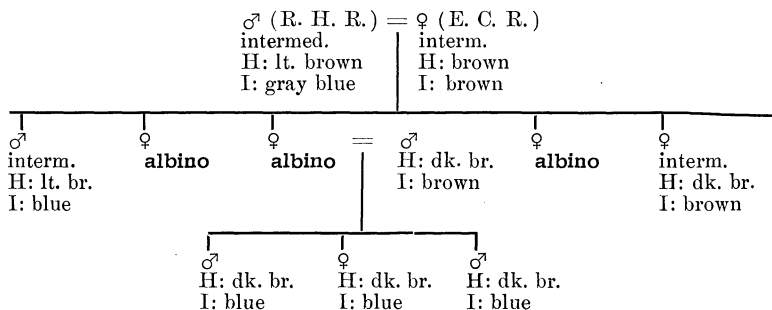 ♂ (R. H. R.) = ♀ (E. C. R.)
intermed. interm.
H: lt. brown H: brown
I: gray blue I: brown
♂ ♀ ♀ = ♂ ♀ ♀
interm. albino albino H: dk. br. albino interm.
H: lt. br. I: brown H: dk. br.
I: blue I: brown
♂ ♀ ♂
H: dk. br. H: dk. br. H: dk. br.
I: blue I: blue I: blue